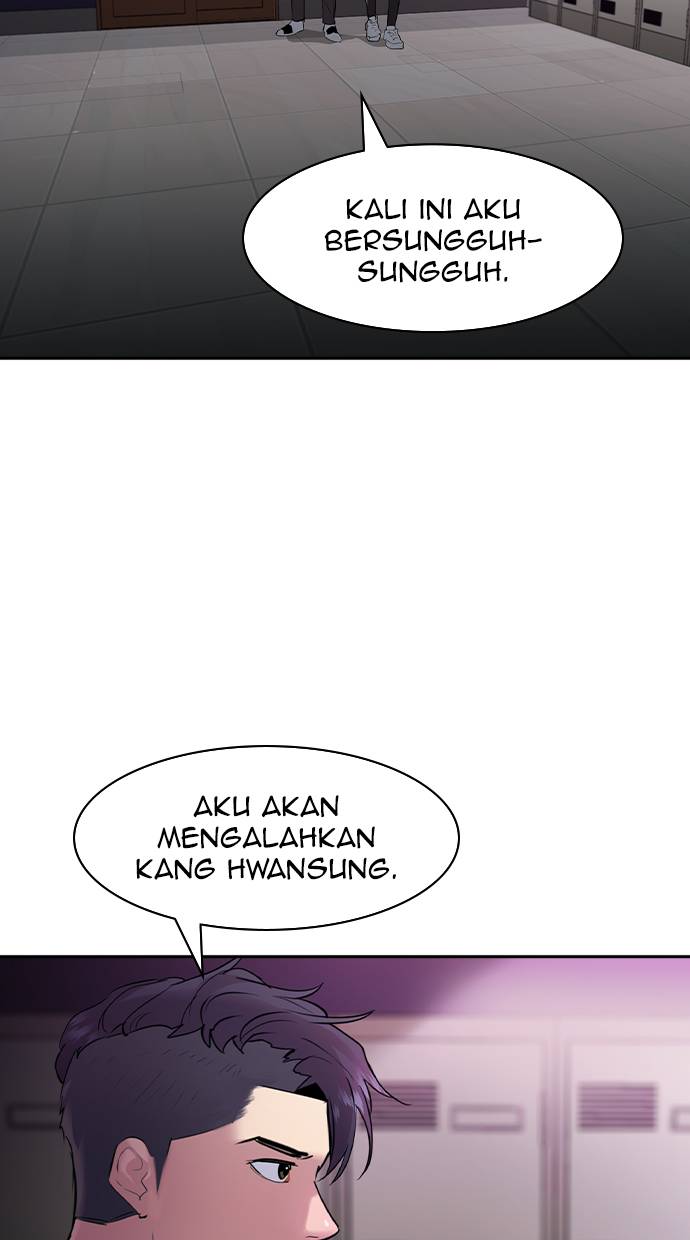 KALI INI AKU
BERSUNGGUH-
SUNGGUH.
AKU AKAN
MENGALAHKAN
KANG HWANSUNG.